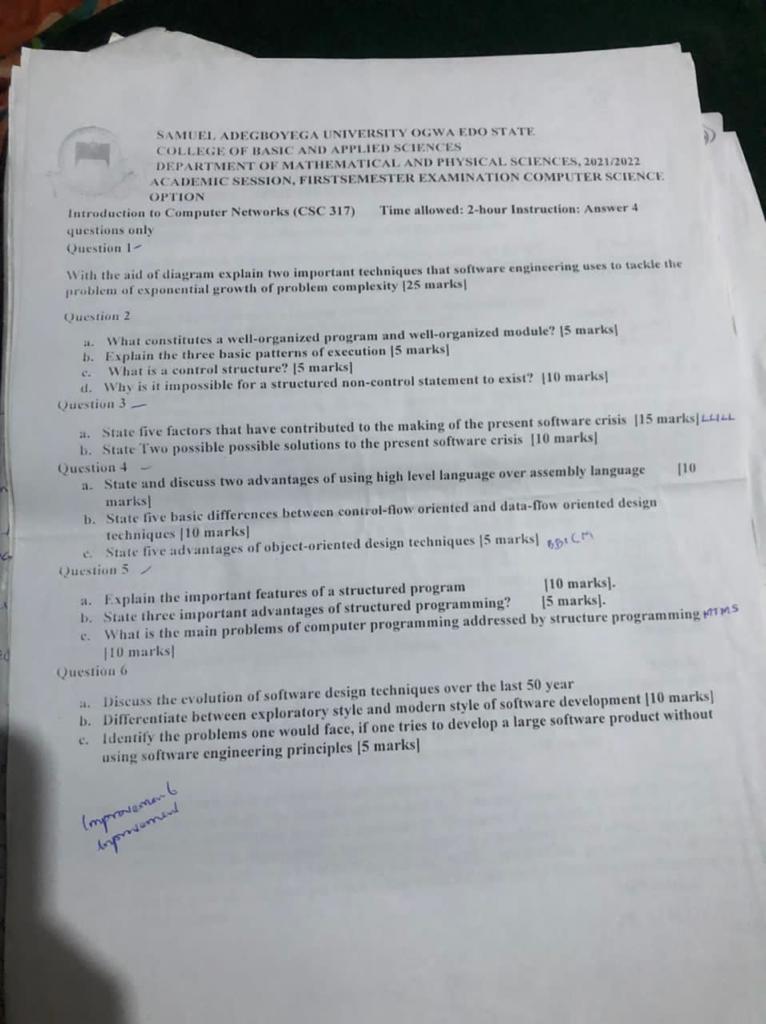 SAMUEL ADEGBOYEGA UNIVERSITY OGWA EDO STATE
COLLEGE OF BASIC AND APPLIED SCIENCES
DEPARTMENT OF MATHEMATICAL AND PHYSICAL SCIENCES, 2021/2022
ACADEMIC SESSION, FIRSTSEMESTER EXAMINATION COMPUTER SCIENCE
OPTION
Introduction to Computer Networks (CSC 317) Time allowed: 2-hour Instruction: Answer 4
questions only
Question 1
With the aid of diagram explain two important techniques that software engineering uses to tackle the
problem of exponential growth of problem complexity [25 marks]
Question 2
a. What constitutes a well-organized program and well-organized module? [5 marks]
b. Explain the three basic patterns of execution [5 marks]
c. What is a control structure? [5 marks]
d. Why is it impossible for a structured non-control statement to exist? [10 marks]
Question 3
a. State five factors that have contributed to the making of the present software crisis [15 marks]
b. State Two possible possible solutions to the present software crisis [10 marks]
Question 4
a. State and discuss two advantages of using high level language over assembly language [10
marks]
b. State five basic differences between control-flow oriented and data-flow oriented design
techniques [10 marks]
c. State five advantages of object-oriented design techniques [5 marks]
Question 5
a. Explain the important features of a structured program [10 marks].
b. State three important advantages of structured programming? [5 marks].
c. What is the main problems of computer programming addressed by structure programming MTMS
[10 marks]
Question 6
a. Discuss the evolution of software design techniques over the last 50 year
b. Differentiate between exploratory style and modern style of software development [10 marks]
c. Identify the problems one would face, if one tries to develop a large software product without
using software engineering principles [5 marks]
Improvement
Improvement